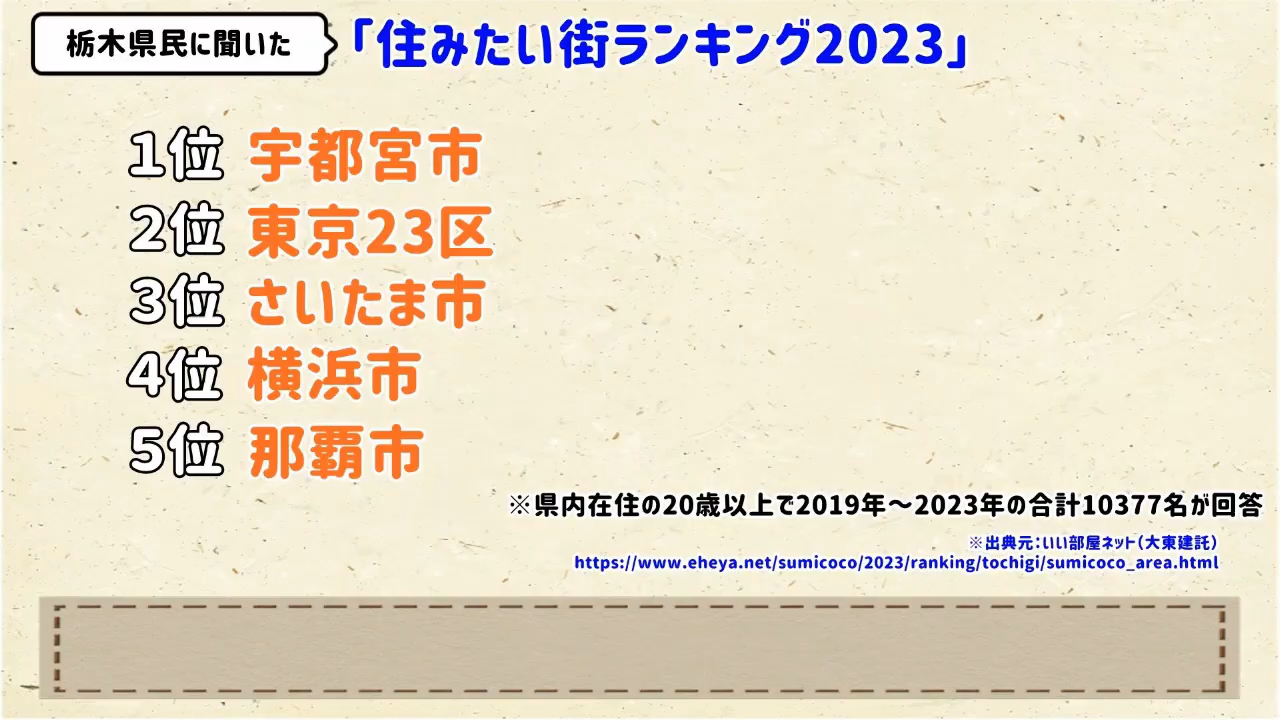 栃木県民に聞いた
「住みたい街ランキング2023」
1位 宇都宮市
2位 東京23区
3位 さいたま市
4位 横浜市
5位 那覇市
※県内在住の20歳以上で2019年～2023年の合計10377名が回答
※出典元：いい部屋ネット（大東建託）
https://www.eheya.net/sumicoco/2023/ranking/tochigi/sumicoco_area.html